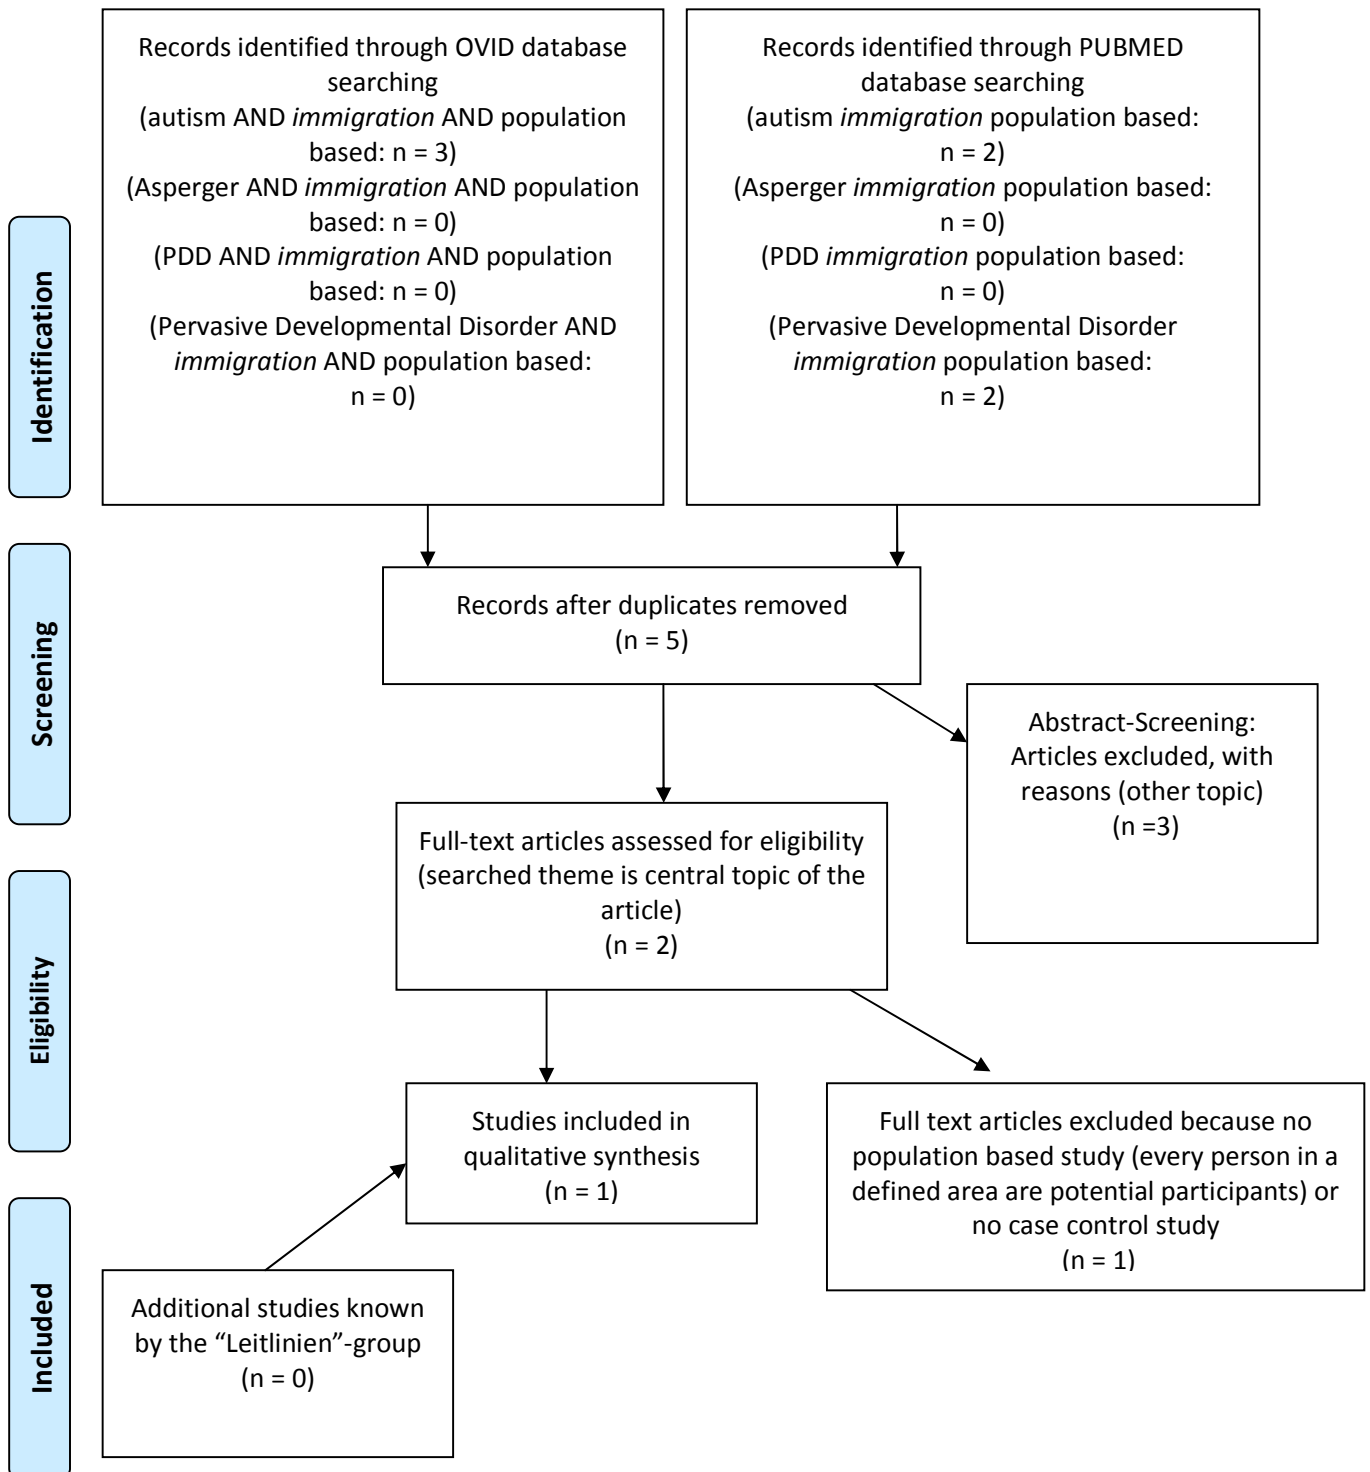 Records identified through OVID database
searching
(autism AND immigration AND population
based: n = 3)
(Asperger AND immigration AND population
based: n = 0)
(PDD AND immigration AND population
based: n = 0)
(Pervasive Developmental Disorder AND
immigration AND population based:
n = 0)
Records identified through PUBMED
database searching
(autism immigration population based:
n = 2)
(Asperger immigration population based:
n = 0)
(PDD immigration population based:
n = 0)
(Pervasive Developmental Disorder
immigration population based:
n = 2)
Identification
Records after duplicates removed
(n = 5)
Screening
Abstract-Screening:
Articles excluded, with
reasons (other topic)
(n =3)
Full-text articles assessed for eligibility
(searched theme is central topic of the
article)
(n = 2)
Eligibility
Studies included in
qualitative synthesis
(n = 1)
Full text articles excluded because no
population based study (every person in a
defined area are potential participants) or
no case control study
(n = 1)
Included
Additional studies known
by the “Leitlinien”-group
(n = 0)